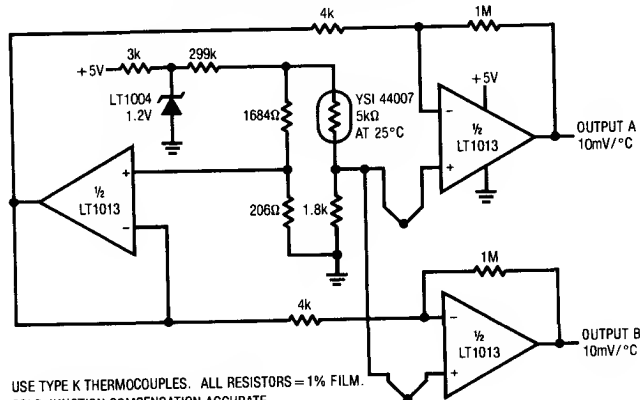 4k
1M
3k
299k
+5V
LT1004
1.2V
1684Ω
YSI 44007
5kΩ
AT 25°C
+5V
−
½
LT1013
+
OUTPUT A
10mV/°C
½
LT1013
+
−
206Ω
1.8k
1M
4k
−
½
LT1013
+
OUTPUT B
10mV/°C
USE TYPE K THERMOCOUPLES. ALL RESISTORS = 1% FILM.